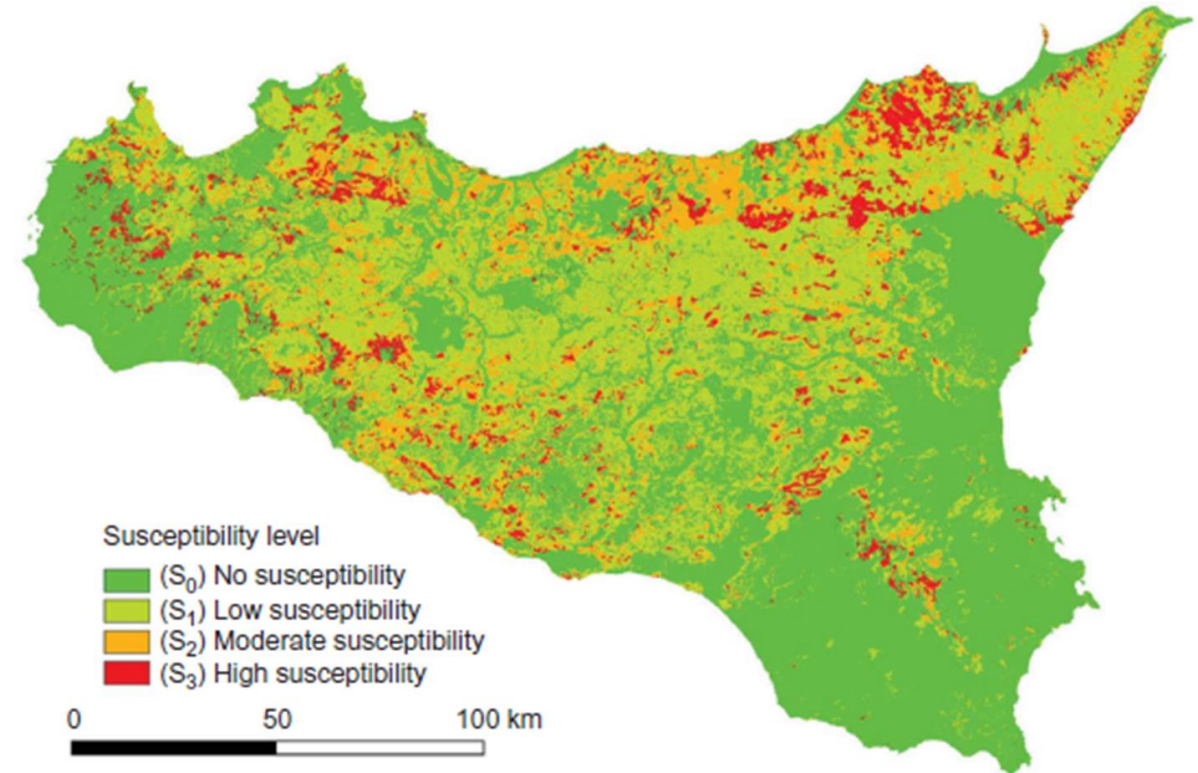 Susceptibility level
(S₀) No susceptibility
(S₁) Low susceptibility
(S₂) Moderate susceptibility
(S₃) High susceptibility
0 50 100 km